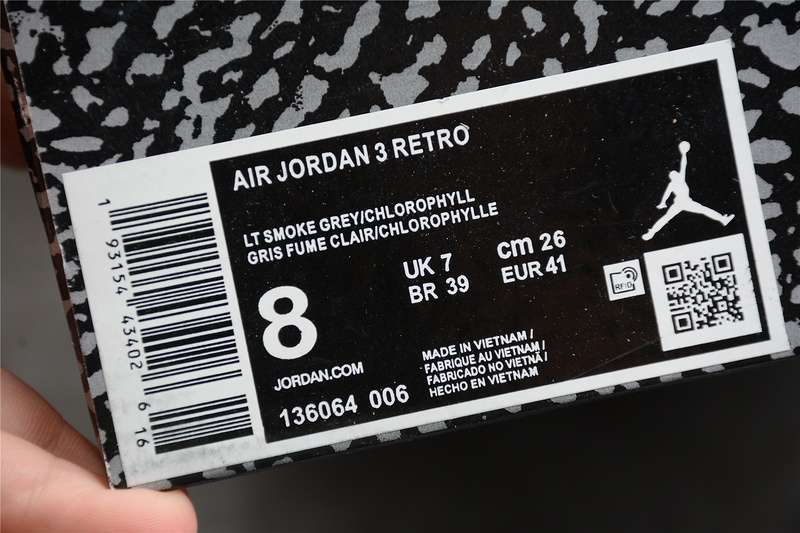 AIR JORDAN 3 RETRO
LT SMOKE GREY/CHLOROPHYLL
GRIS FUME CLAIR/CHLOROPHYLLE
8
UK 7
cm 26
BR 39
EUR 41
RFID
JORDAN.COM
136064 006
MADE IN VIETNAM /
FABRIQUE AU VIETNAM /
FABRICADO NO VIETNÃ /
HECHO EN VIETNAM
1 93154 43402 6 16